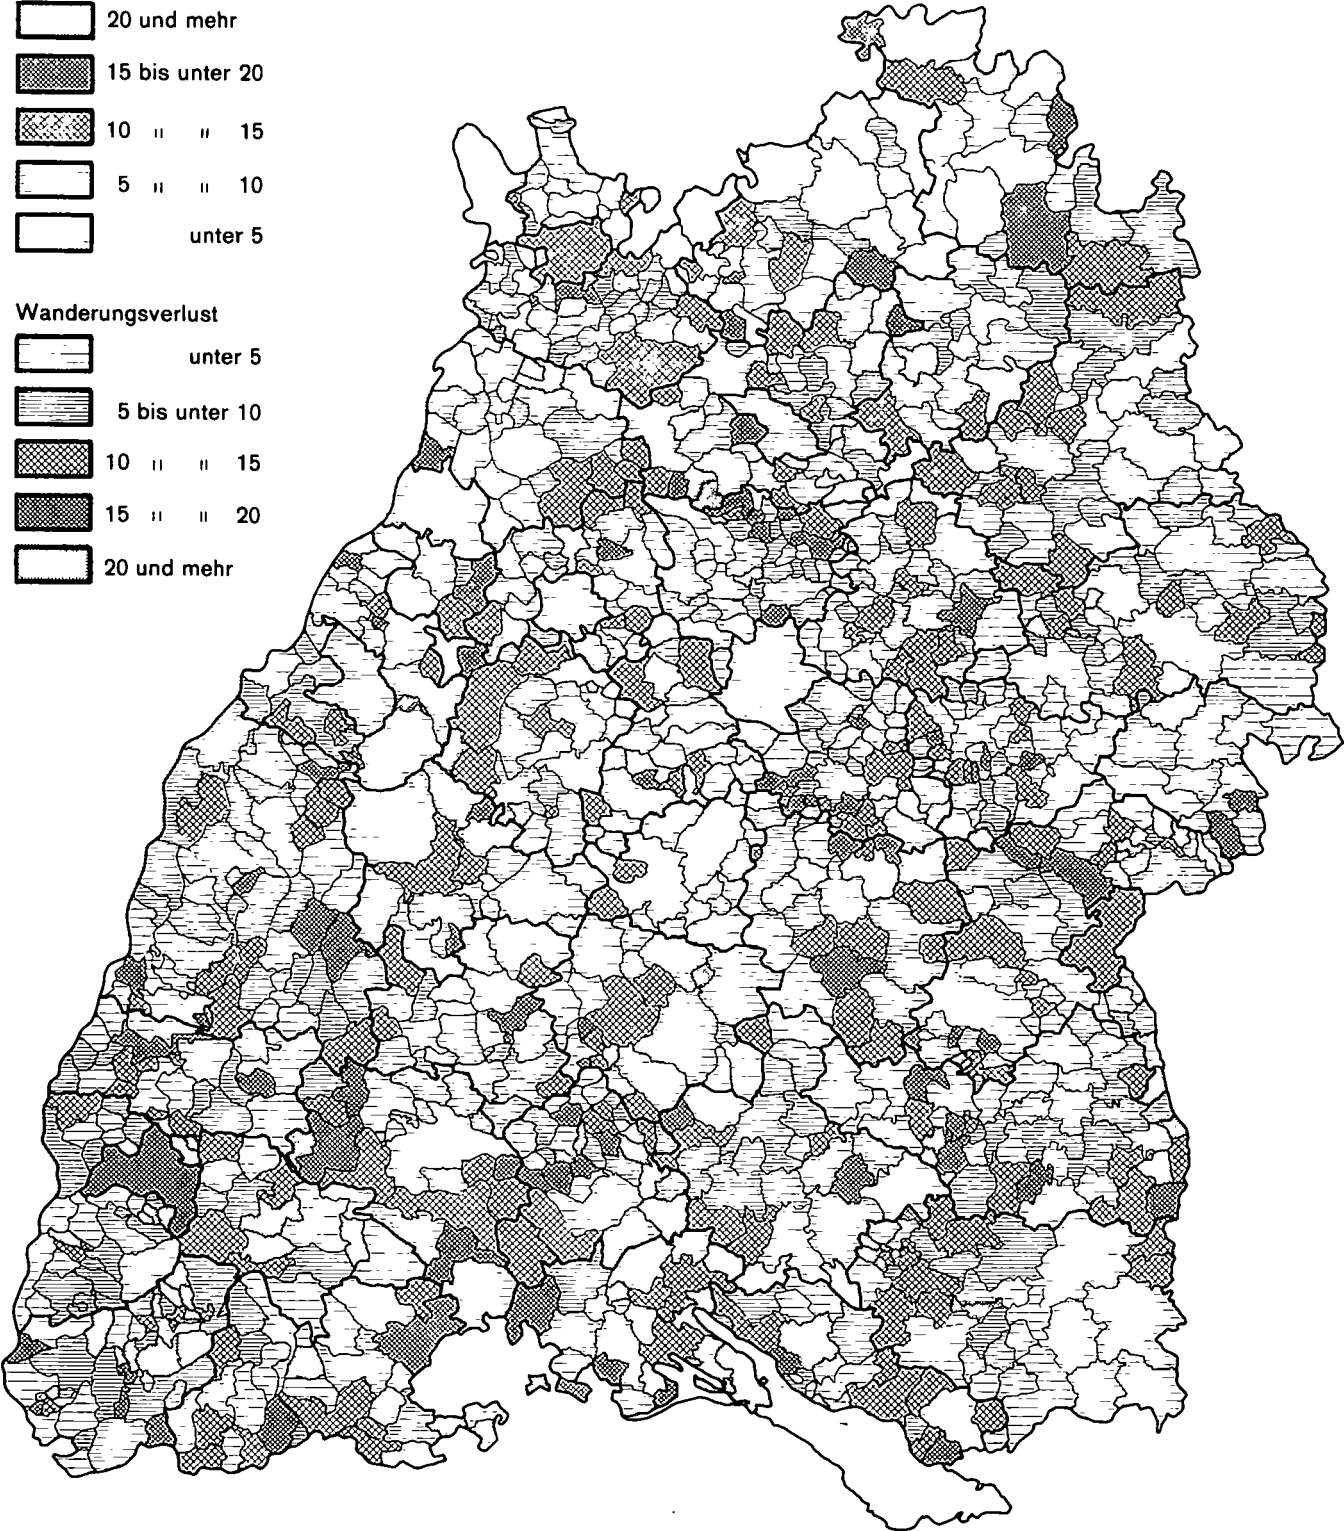 20 und mehr
15 bis unter 20
10 " " 15
5 " " 10
unter 5
Wanderungsverlust
unter 5
5 bis unter 10
10 " " 15
15 " " 20
20 und mehr